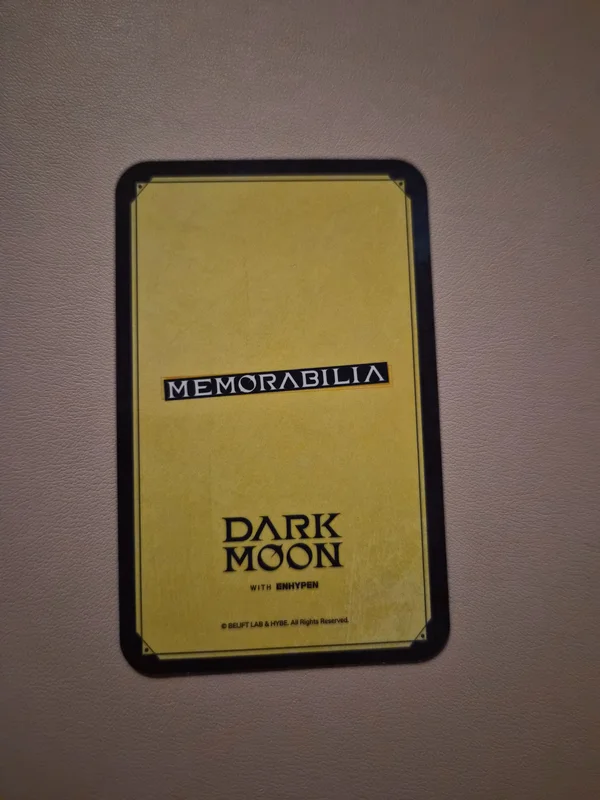 MEMORABILIA
DARK
MOON
WITH ENHYPEN
© BELIFT LAB & HYBE. All Rights Reserved.